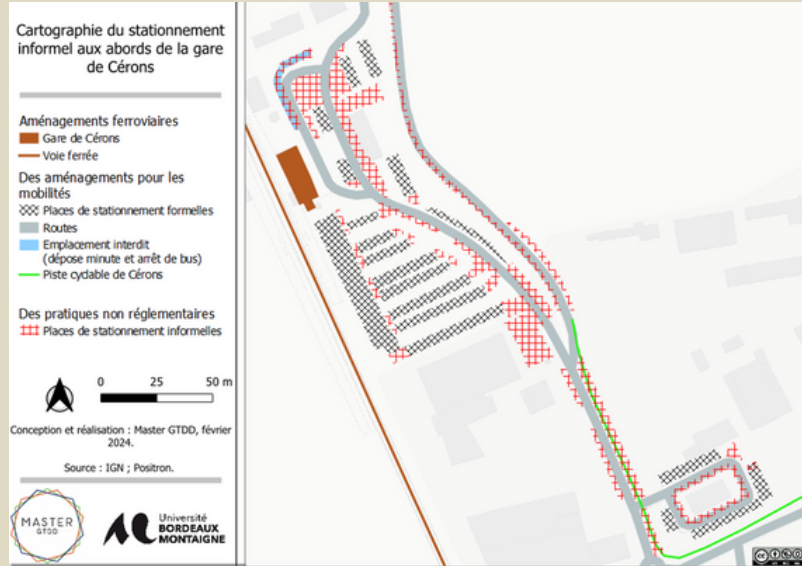 Cartographie du stationnement
informel aux abords de la gare
de Cérons
Aménagements ferroviaires
Gare de Cérons
Voie ferrée
Des aménagements pour les
mobilités
Places de stationnement formelles
Routes
Emplacement interdit
(dépose minute et arrêt de bus)
Piste cyclable de Cérons
Des pratiques non réglementaires
Places de stationnement informelles
0 25 50 m
Conception et réalisation : Master GTDD, février
2024.
Source : IGN ; Positron.
MASTER
GTDD
Université
BORDEAUX
MONTAIGNE